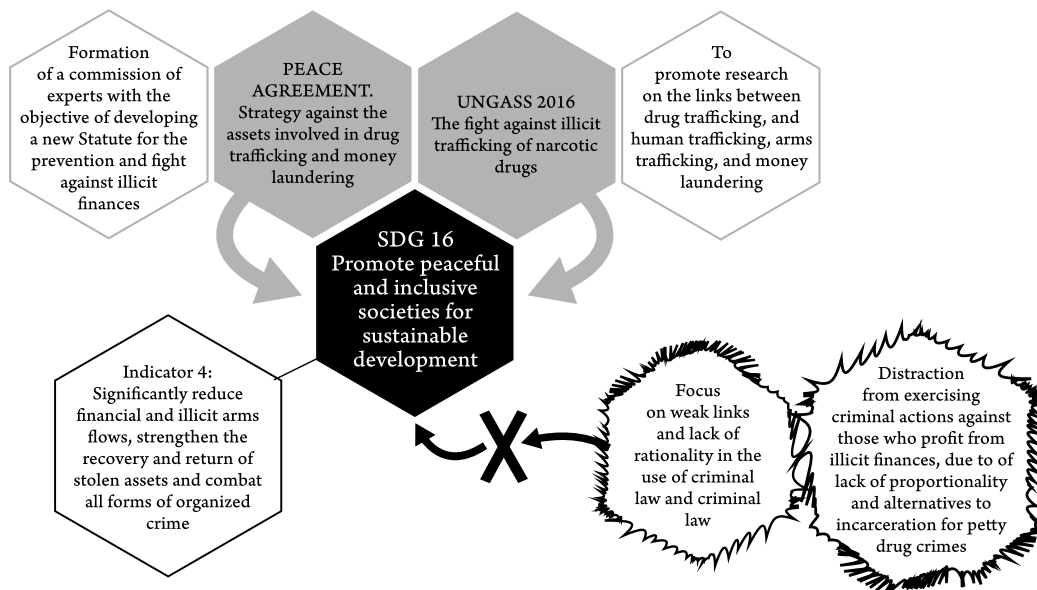 Formation
of a commission of
experts with the
objective of developing
a new Statute for the
prevention and fight
against illicit
finances
PEACE
AGREEMENT.
Strategy against the
assets involved in drug
trafficking and money
laundering
UNGASS 2016
The fight against illicit
trafficking of narcotic
drugs
To
promote research
on the links between
drug trafficking, and
human trafficking, arms
trafficking, and money
laundering
SDG 16
Promote peaceful
and inclusive
societies for
sustainable
development
Indicator 4:
Significantly reduce
financial and illicit arms
flows, strengthen the
recovery and return of
stolen assets and combat
all forms of organized
crime
X
Focus
on weak links
and lack of
rationality in the
use of criminal
law and criminal
law
Distraction
from exercising
criminal actions against
those who profit from
illicit finances, due to of
lack of proportionality
and alternatives to
incarceration for petty
drug crimes